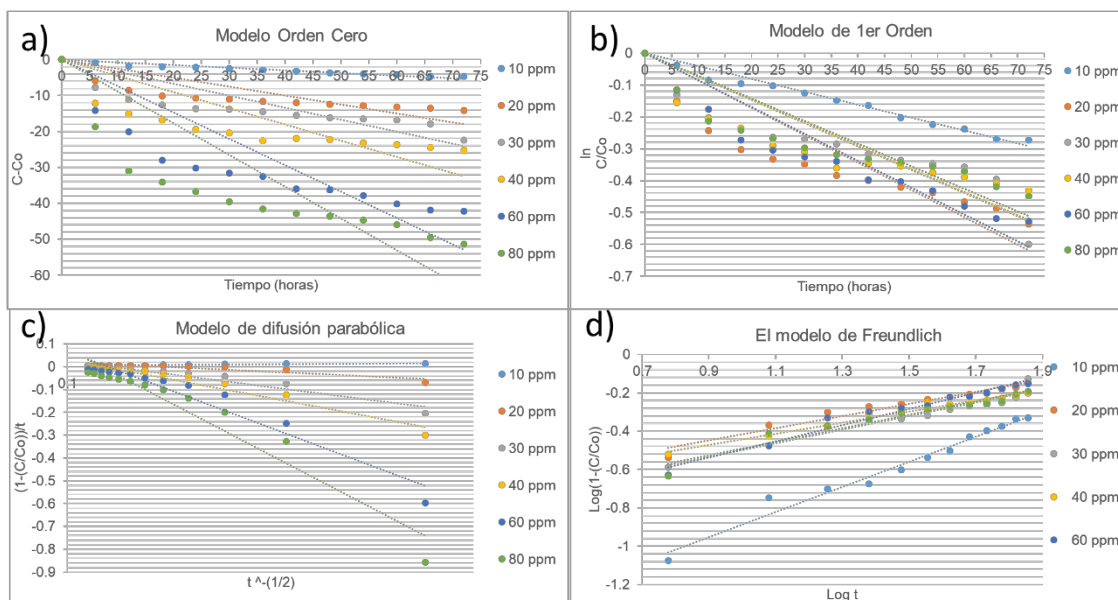 a)
Modelo Orden Cero
0
0 5 10 15 20 25 30 35 40 45 50 55 60 65 70 75
-10
-20
-30
-40
-50
-60
C-Co
Tiempo (horas)
10 ppm
20 ppm
30 ppm
40 ppm
60 ppm
80 ppm
b)
Modelo de 1er Orden
0
0 5 10 15 20 25 30 35 40 45 50 55 60 65 70 75
-0.1
-0.2
-0.3
-0.4
-0.5
-0.6
-0.7
ln
C/Co
Tiempo (horas)
10 ppm
20 ppm
30 ppm
40 ppm
60 ppm
80 ppm
c)
Modelo de difusión parabólica
0.1
0
0.1
-0.1
-0.2
-0.3
-0.4
-0.5
-0.6
-0.7
-0.8
-0.9
(1-(C/Co))/t
t ^-(1/2)
10 ppm
20 ppm
30 ppm
40 ppm
60 ppm
80 ppm
d)
El modelo de Freundlich
0
0.7 0.9 1.1 1.3 1.5 1.7 1.9
-0.2
-0.4
-0.6
-0.8
-1
-1.2
Log(1-(C/Co))
Log t
10 ppm
20 ppm
30 ppm
40 ppm
60 ppm